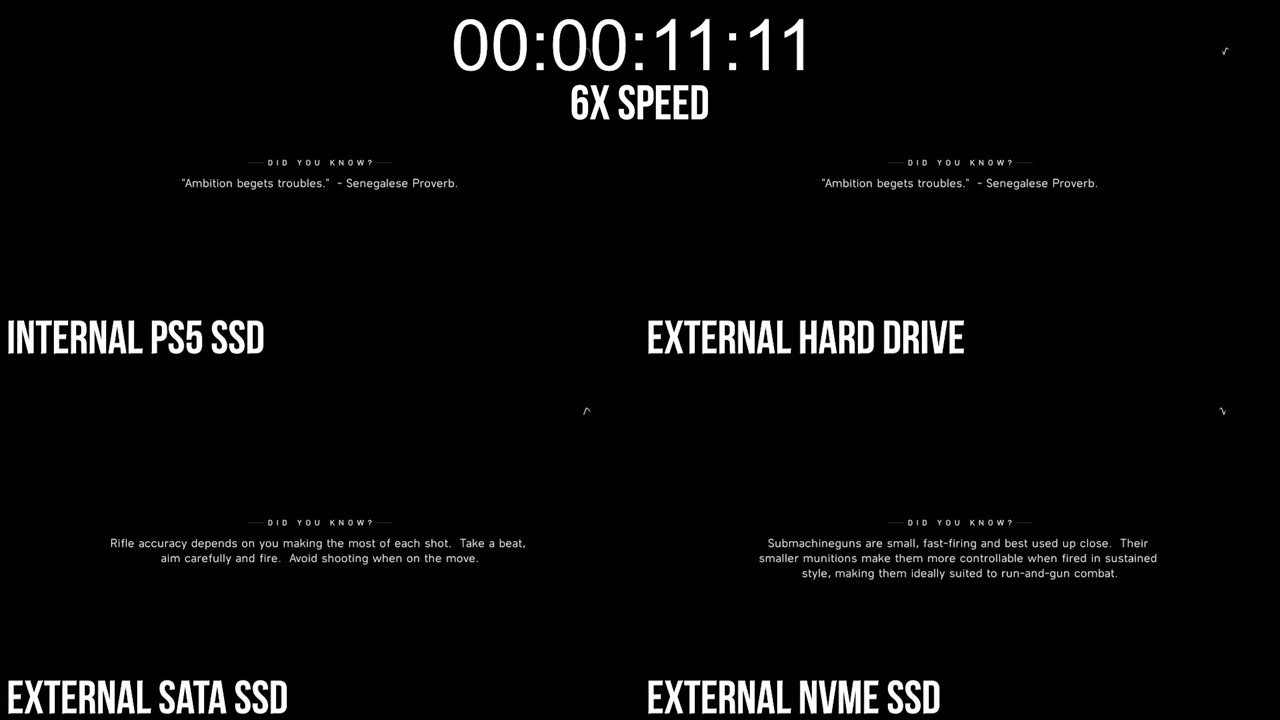 00:00:11:11
6X SPEED
DID YOU KNOW?
"Ambition begets troubles."  - Senegalese Proverb.
INTERNAL PS5 SSD
DID YOU KNOW?
"Ambition begets troubles."  - Senegalese Proverb.
EXTERNAL HARD DRIVE
DID YOU KNOW?
Rifle accuracy depends on you making the most of each shot.  Take a beat,
aim carefully and fire.  Avoid shooting when on the move.
EXTERNAL SATA SSD
DID YOU KNOW?
Submachineguns are small, fast-firing and best used up close.  Their
smaller munitions make them more controllable when fired in sustained
style, making them ideally suited to run-and-gun combat.
EXTERNAL NVME SSD